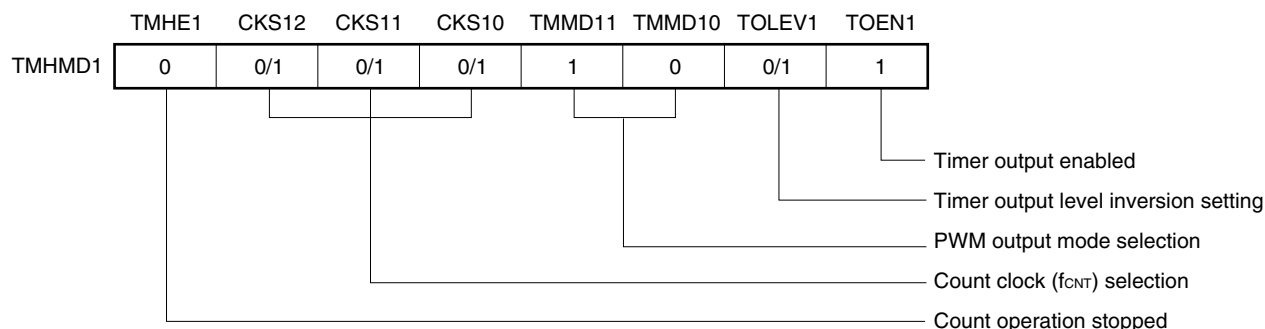 TMHE1 CKS12 CKS11 CKS10 TMMD11 TMMD10 TOLEV1 TOEN1
TMHMD1 0 0/1 0/1 0/1 1 0 0/1 1
Timer output enabled
Timer output level inversion setting
PWM output mode selection
Count clock (fCNT) selection
Count operation stopped